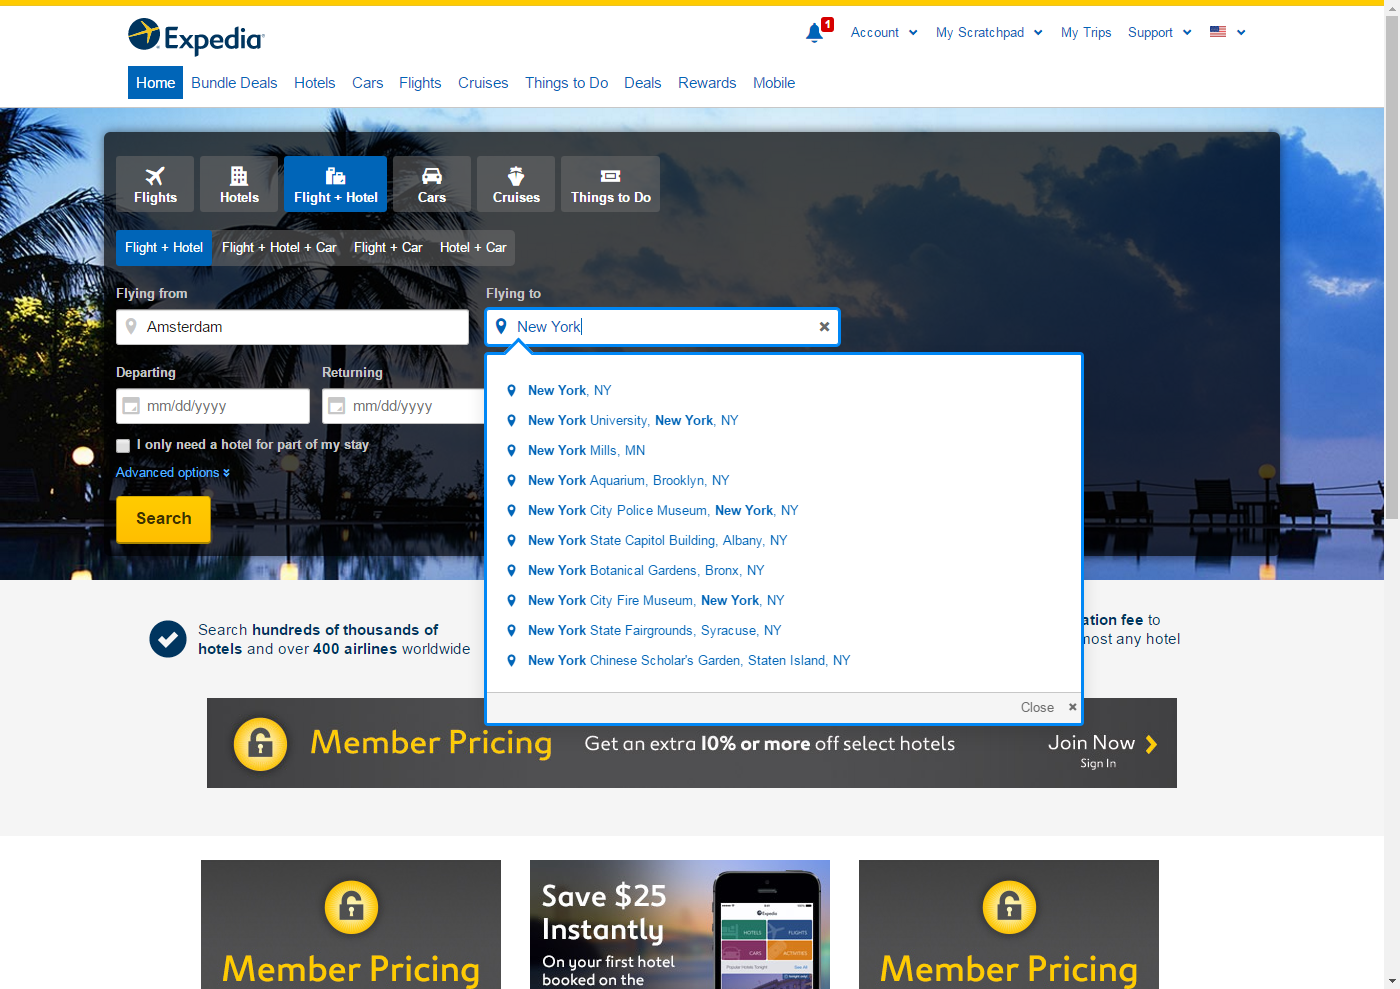 Expedia
1
Account
My Scratchpad
My Trips
Support
Home
Bundle Deals
Hotels
Cars
Flights
Cruises
Things to Do
Deals
Rewards
Mobile
Flights
Hotels
Flight + Hotel
Cars
Cruises
Things to Do
Flight + Hotel
Flight + Hotel + Car
Flight + Car
Hotel + Car
Flying from
Flying to
Amsterdam
New York
Departing
Returning
mm/dd/yyyy
mm/dd/yyyy
I only need a hotel for part of my stay
Advanced options
Search
New York, NY
New York University, New York, NY
New York Mills, MN
New York Aquarium, Brooklyn, NY
New York City Police Museum, New York, NY
New York State Capitol Building, Albany, NY
New York Botanical Gardens, Bronx, NY
New York City Fire Museum, New York, NY
New York State Fairgrounds, Syracuse, NY
New York Chinese Scholar's Garden, Staten Island, NY
Close
Search hundreds of thousands of
hotels and over 400 airlines worldwide
ation fee to
most any hotel
Member Pricing
Get an extra 10% or more off select hotels
Join Now
Sign In
Member Pricing
Save $25
Instantly
On your first hotel
booked on the
Expedia
HOTELS
FLIGHTS
CARS
ACTIVITIES
Popular Hotels Tonight
See All
Member Pricing